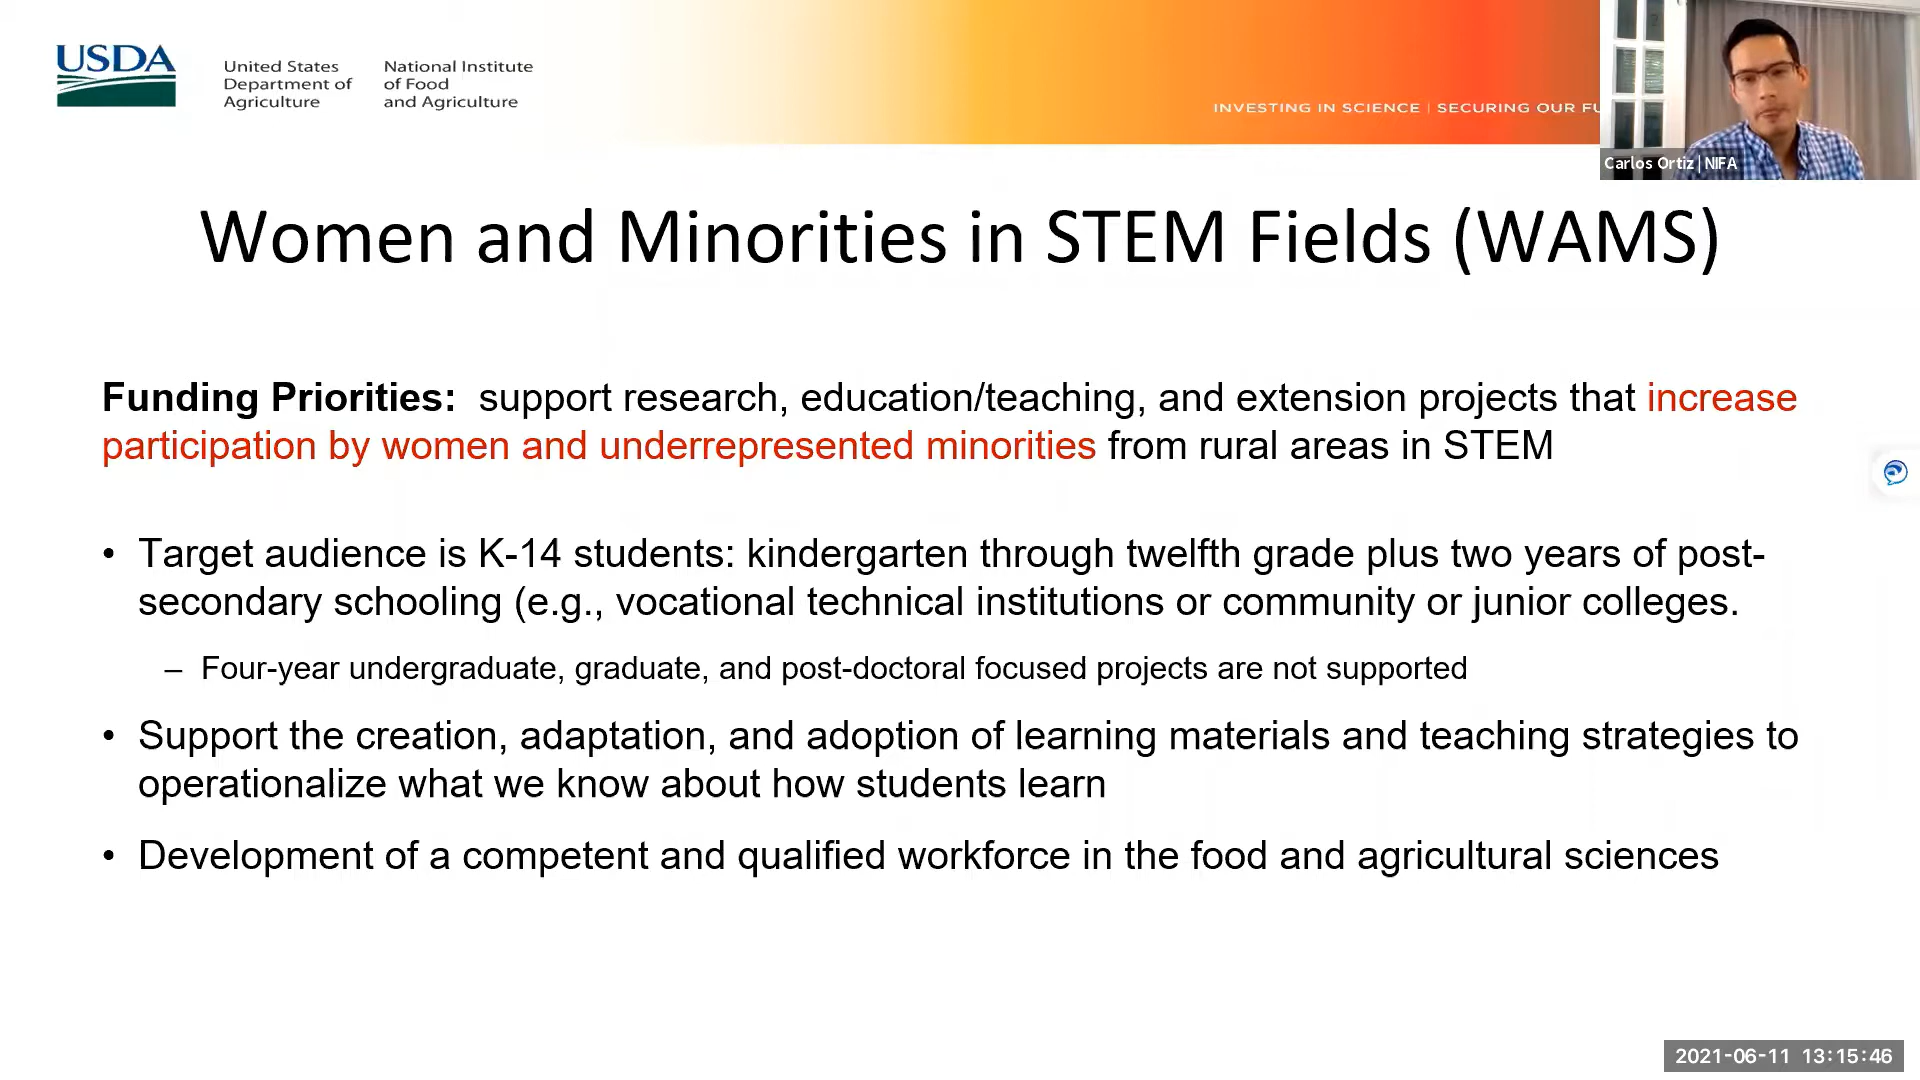 USDA
United States
Department of
Agriculture
National Institute
of Food
and Agriculture
INVESTING IN SCIENCE | SECURING OUR
Carlos Ortiz | NIFA
Women and Minorities in STEM Fields (WAMS)
Funding Priorities: support research, education/teaching, and extension projects that increase
participation by women and underrepresented minorities from rural areas in STEM
• Target audience is K-14 students: kindergarten through twelfth grade plus two years of post-
secondary schooling (e.g., vocational technical institutions or community or junior colleges.
– Four-year undergraduate, graduate, and post-doctoral focused projects are not supported
• Support the creation, adaptation, and adoption of learning materials and teaching strategies to
operationalize what we know about how students learn
• Development of a competent and qualified workforce in the food and agricultural sciences
2021-06-11 13:15:46